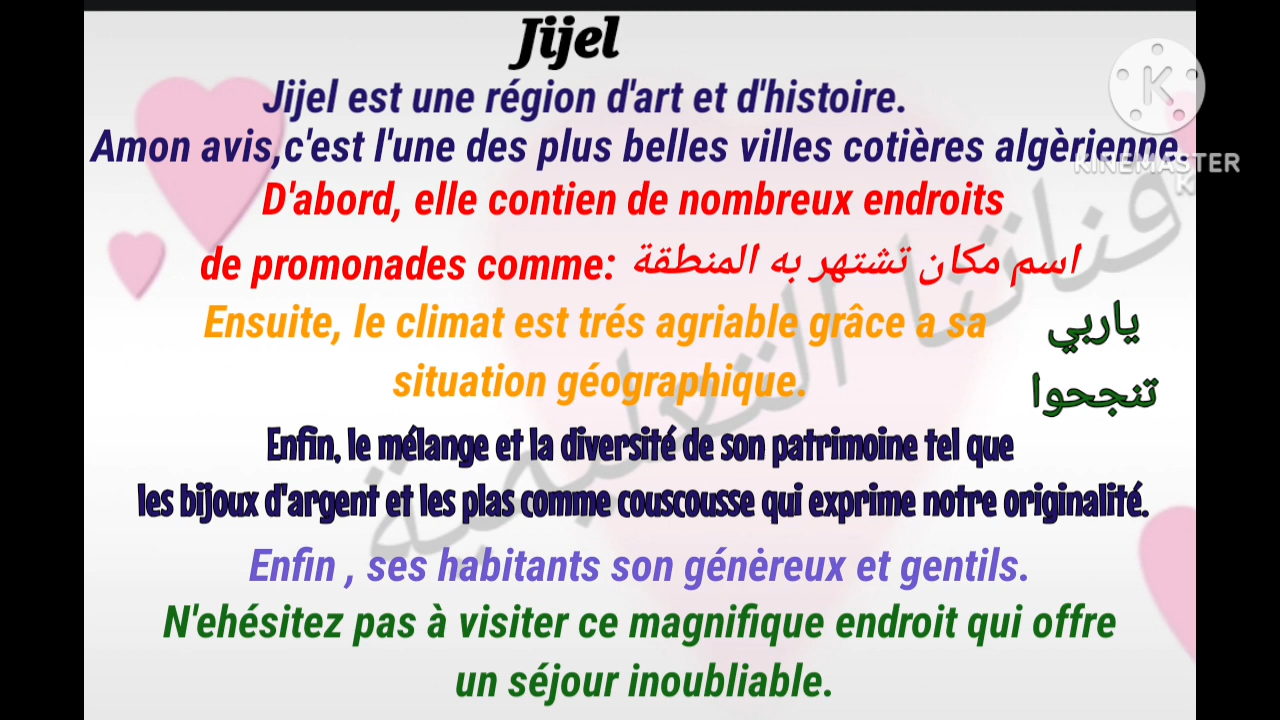 Jijel
Jijel est une région d'art et d'histoire.
Amon avis,c'est l'une des plus belles villes cotières algèrienne
KINEMASTER
D'abord, elle contien de nombreux endroits
de promonades comme: اسم مكان تشتهر به المنطقة
Ensuite, le climat est trés agriable grâce a sa
situation géographique.
ياربي
تنجحوا
قناتنا التعليمية
Enfin, le mélange et la diversité de son patrimoine tel que
les bijoux d'argent et les plas comme couscousse qui exprime notre originalité.
Enfin , ses habitants son génėreux et gentils.
N'ehésitez pas à visiter ce magnifique endroit qui offre
un séjour inoubliable.